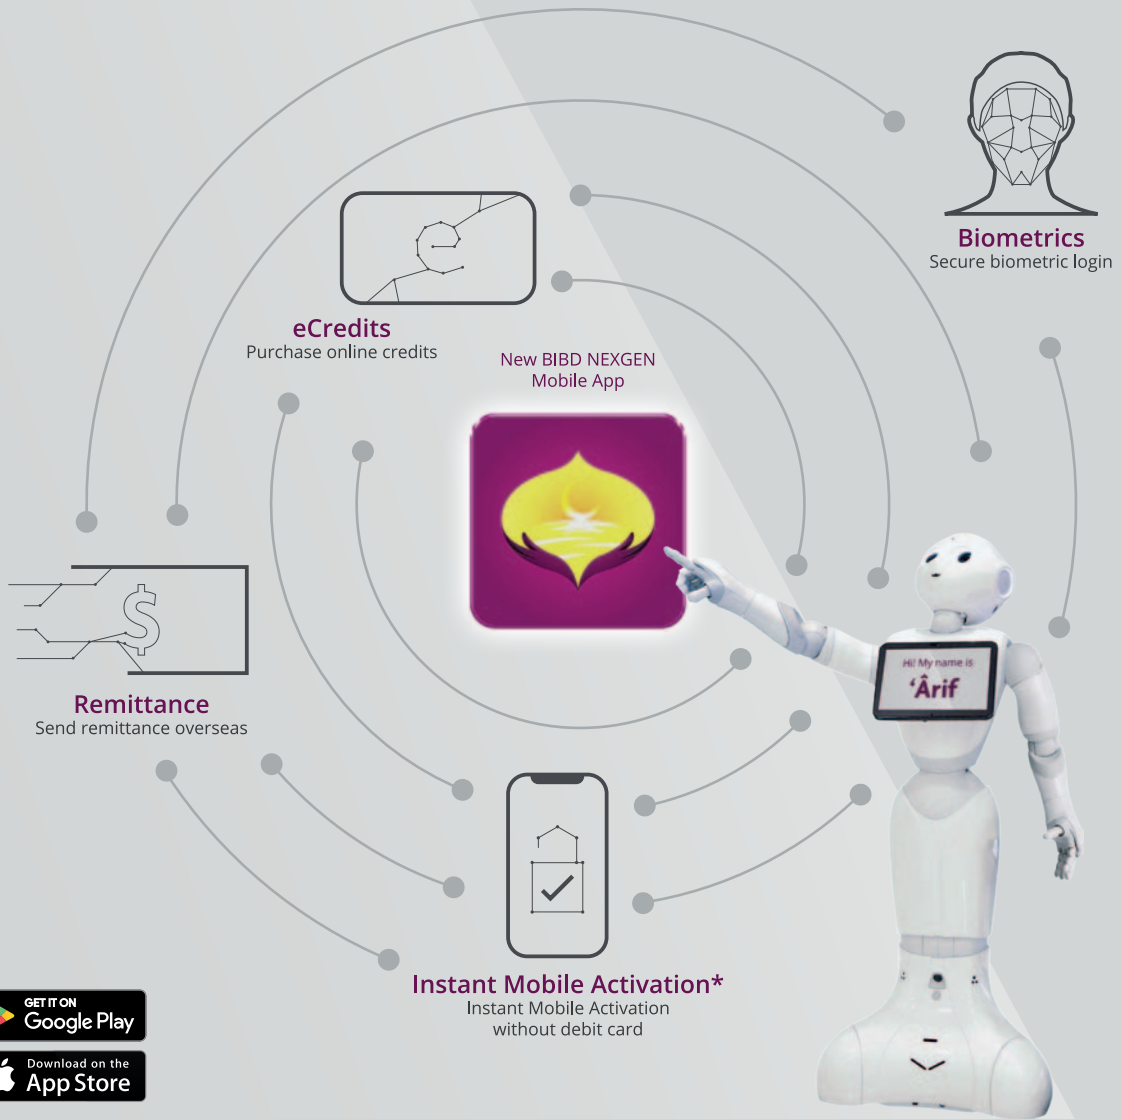 Biometrics
Secure biometric login
eCredits
Purchase online credits
New BIBD NEXGEN
Mobile App
Hi! My name is
‘Ârif
Remittance
Send remittance overseas
Instant Mobile Activation*
Instant Mobile Activation
without debit card
GET IT ON
Google Play
Download on the
App Store